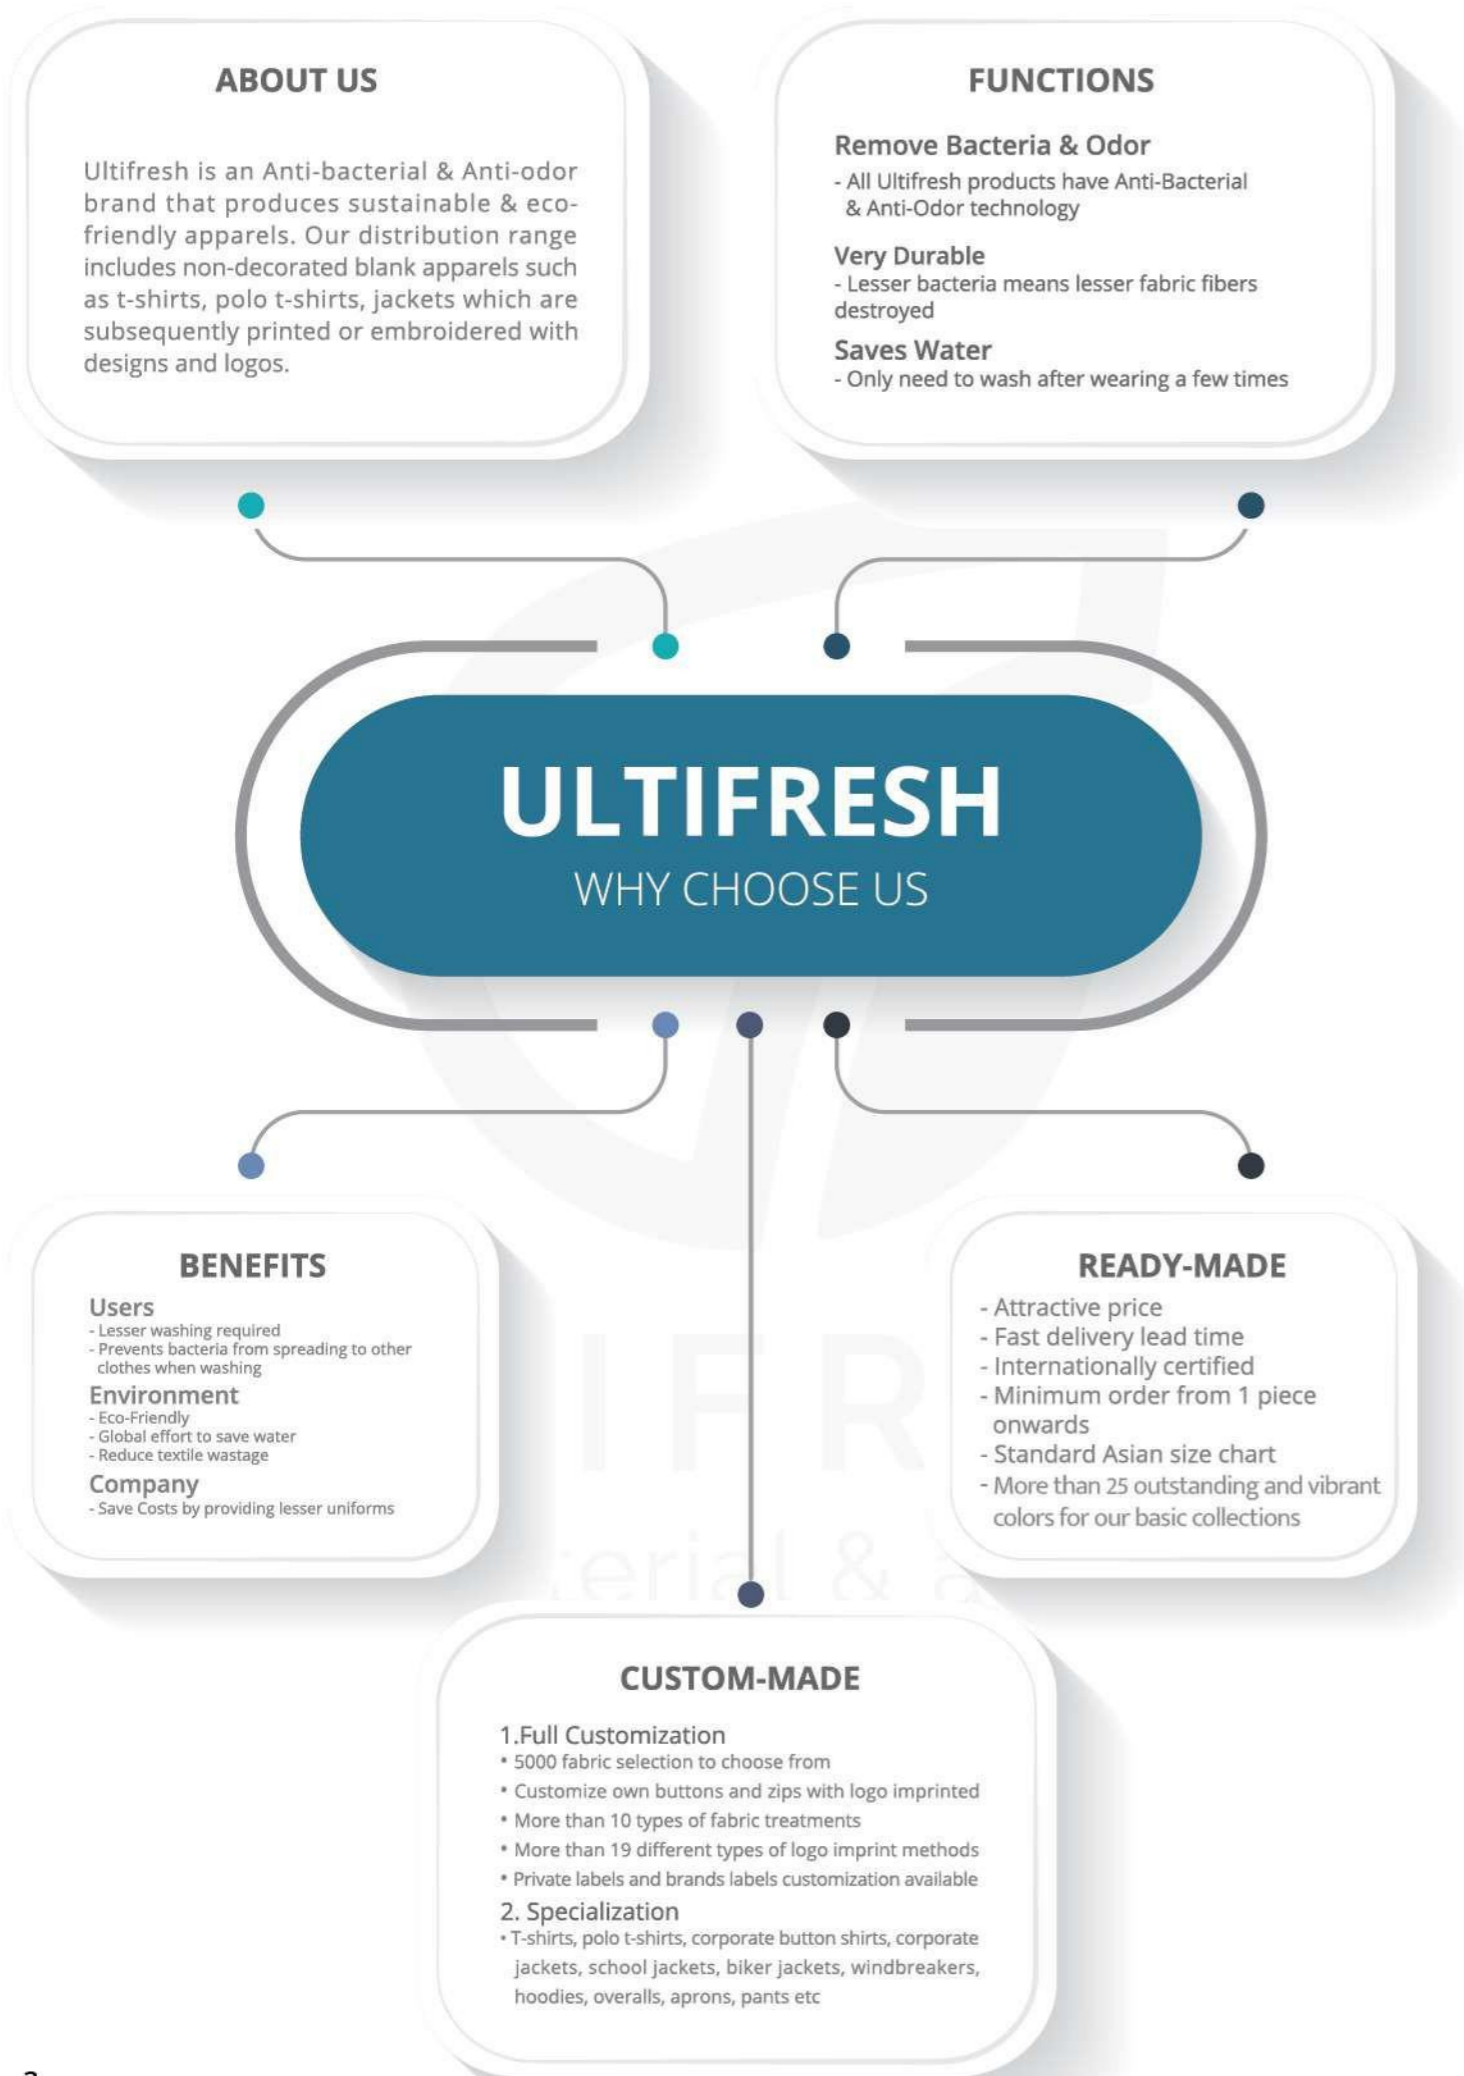 ABOUT US
Ultifresh is an Anti-bacterial & Anti-odor
brand that produces sustainable & eco-
friendly apparels. Our distribution range
includes non-decorated blank apparels such
as t-shirts, polo t-shirts, jackets which are
subsequently printed or embroidered with
designs and logos.
FUNCTIONS
Remove Bacteria & Odor
- All Ultifresh products have Anti-Bacterial
& Anti-Odor technology
Very Durable
- Lesser bacteria means lesser fabric fibers
destroyed
Saves Water
- Only need to wash after wearing a few times
ULTIFRESH
WHY CHOOSE US
BENEFITS
Users
- Lesser washing required
- Prevents bacteria from spreading to other
clothes when washing
Environment
- Eco-Friendly
- Global effort to save water
- Reduce textile wastage
Company
- Save Costs by providing lesser uniforms
READY-MADE
- Attractive price
- Fast delivery lead time
- Internationally certified
- Minimum order from 1 piece
onwards
- Standard Asian size chart
- More than 25 outstanding and vibrant
colors for our basic collections
CUSTOM-MADE
1.Full Customization
• 5000 fabric selection to choose from
• Customize own buttons and zips with logo imprinted
• More than 10 types of fabric treatments
• More than 19 different types of logo imprint methods
• Private labels and brands labels customization available
2. Specialization
• T-shirts, polo t-shirts, corporate button shirts, corporate
jackets, school jackets, biker jackets, windbreakers,
hoodies, overalls, aprons, pants etc